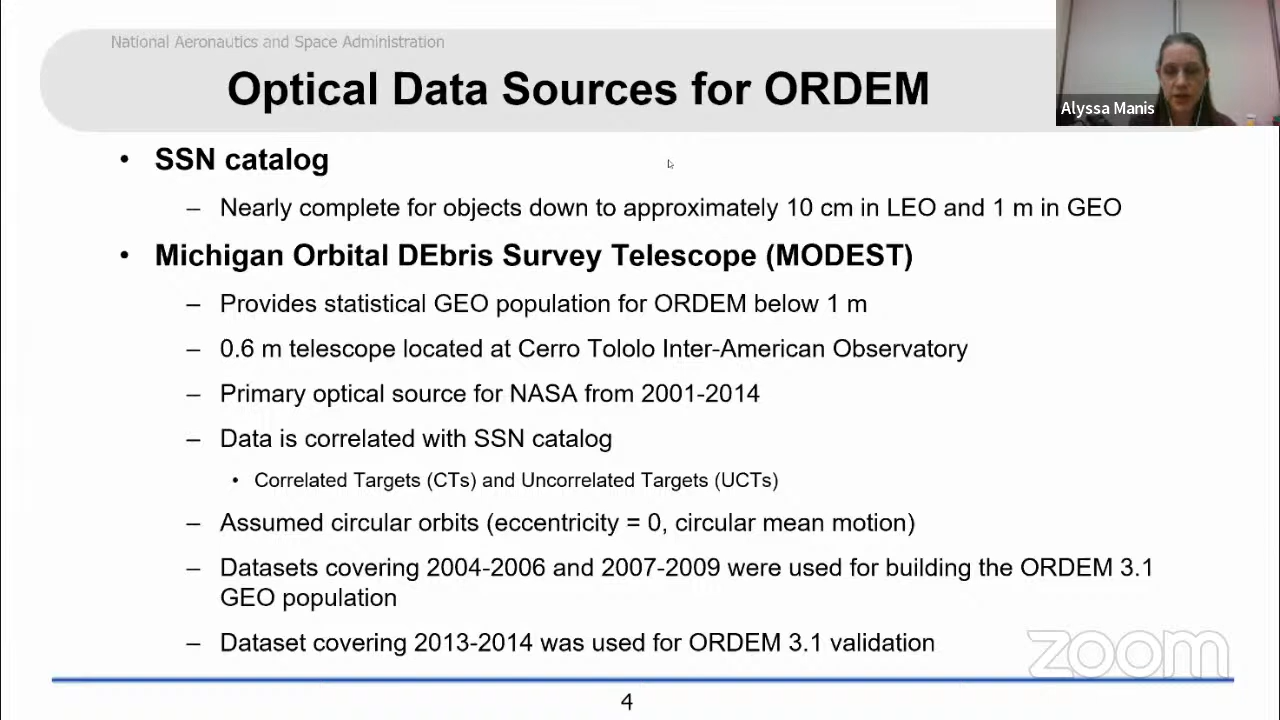 National Aeronautics and Space Administration
Optical Data Sources for ORDEM
Alyssa Manis
• SSN catalog
– Nearly complete for objects down to approximately 10 cm in LEO and 1 m in GEO
• Michigan Orbital DEbris Survey Telescope (MODEST)
– Provides statistical GEO population for ORDEM below 1 m
– 0.6 m telescope located at Cerro Tololo Inter-American Observatory
– Primary optical source for NASA from 2001-2014
– Data is correlated with SSN catalog
• Correlated Targets (CTs) and Uncorrelated Targets (UCTs)
– Assumed circular orbits (eccentricity = 0, circular mean motion)
– Datasets covering 2004-2006 and 2007-2009 were used for building the ORDEM 3.1
GEO population
– Dataset covering 2013-2014 was used for ORDEM 3.1 validation
zoom
4